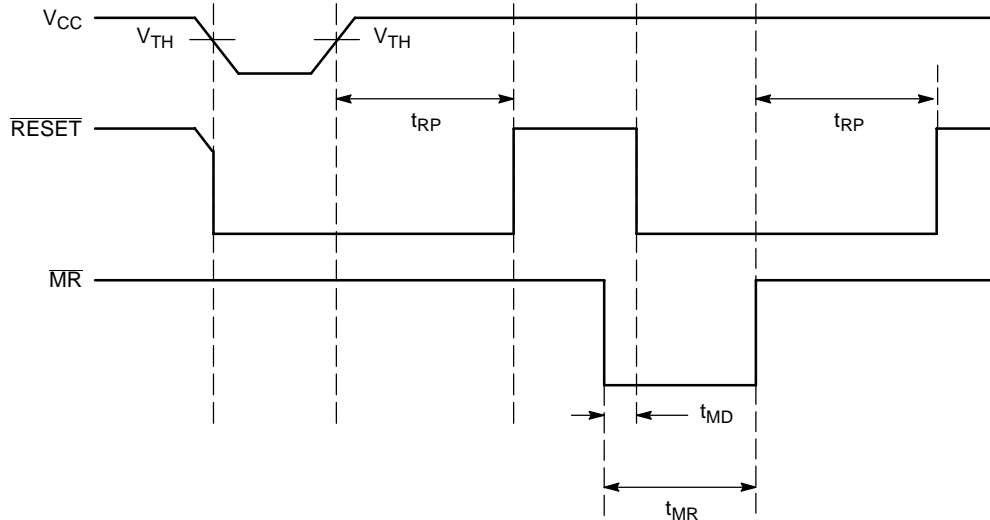 VCC
VTH
VTH
tRP
tRP
RESET
MR
tMD
tMR